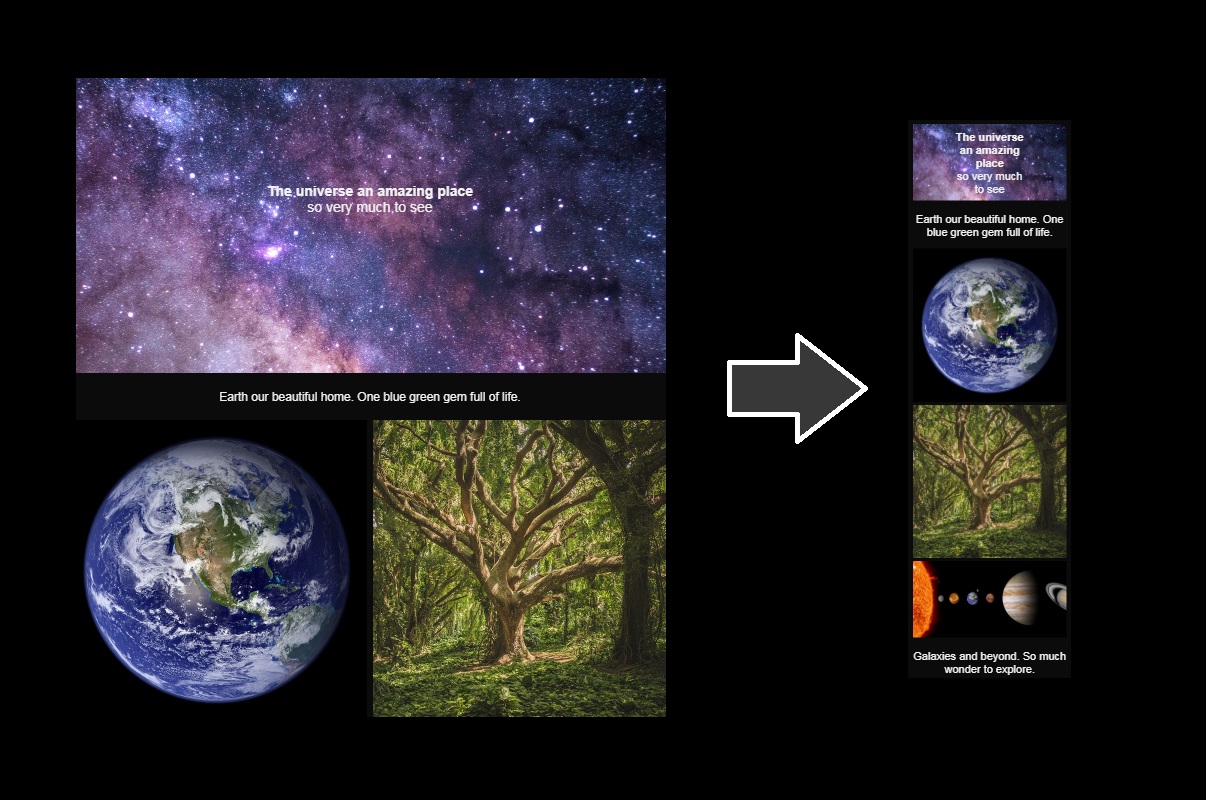 The universe an amazing place
so very much to see
Earth our beautiful home. One blue green gem full of life.
The universe
an amazing
place
so very much
to see
Earth our beautiful home. One
blue green gem full of life.
Galaxies and beyond. So much
wonder to explore.